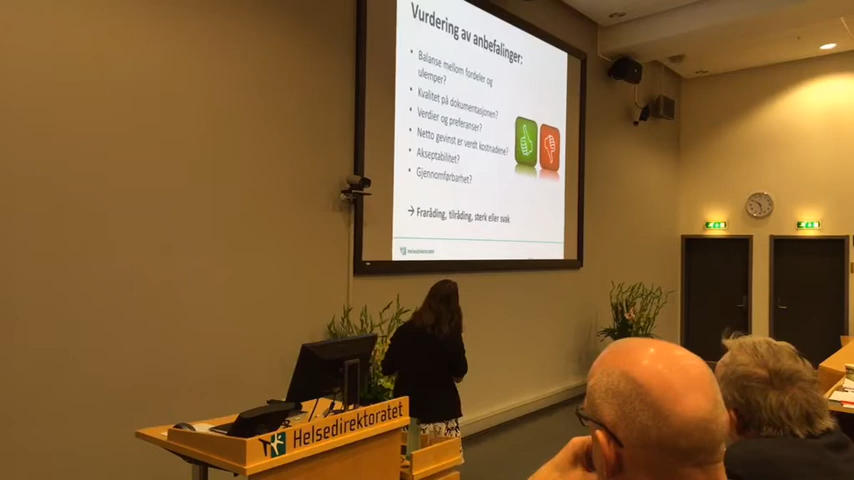 Vurdering av anbefalinger:
• Balanse mellom fordeler og
ulemper?
• Kvalitet på dokumentasjonen?
• Verdier og preferanser?
• Netto gevinst er verdt kostnadene?
• Akseptabilitet?
• Gjennomførbarhet?
→ Fraråding, tilråding, sterk eller svak
Helsedirektoratet
Helsedirektoratet